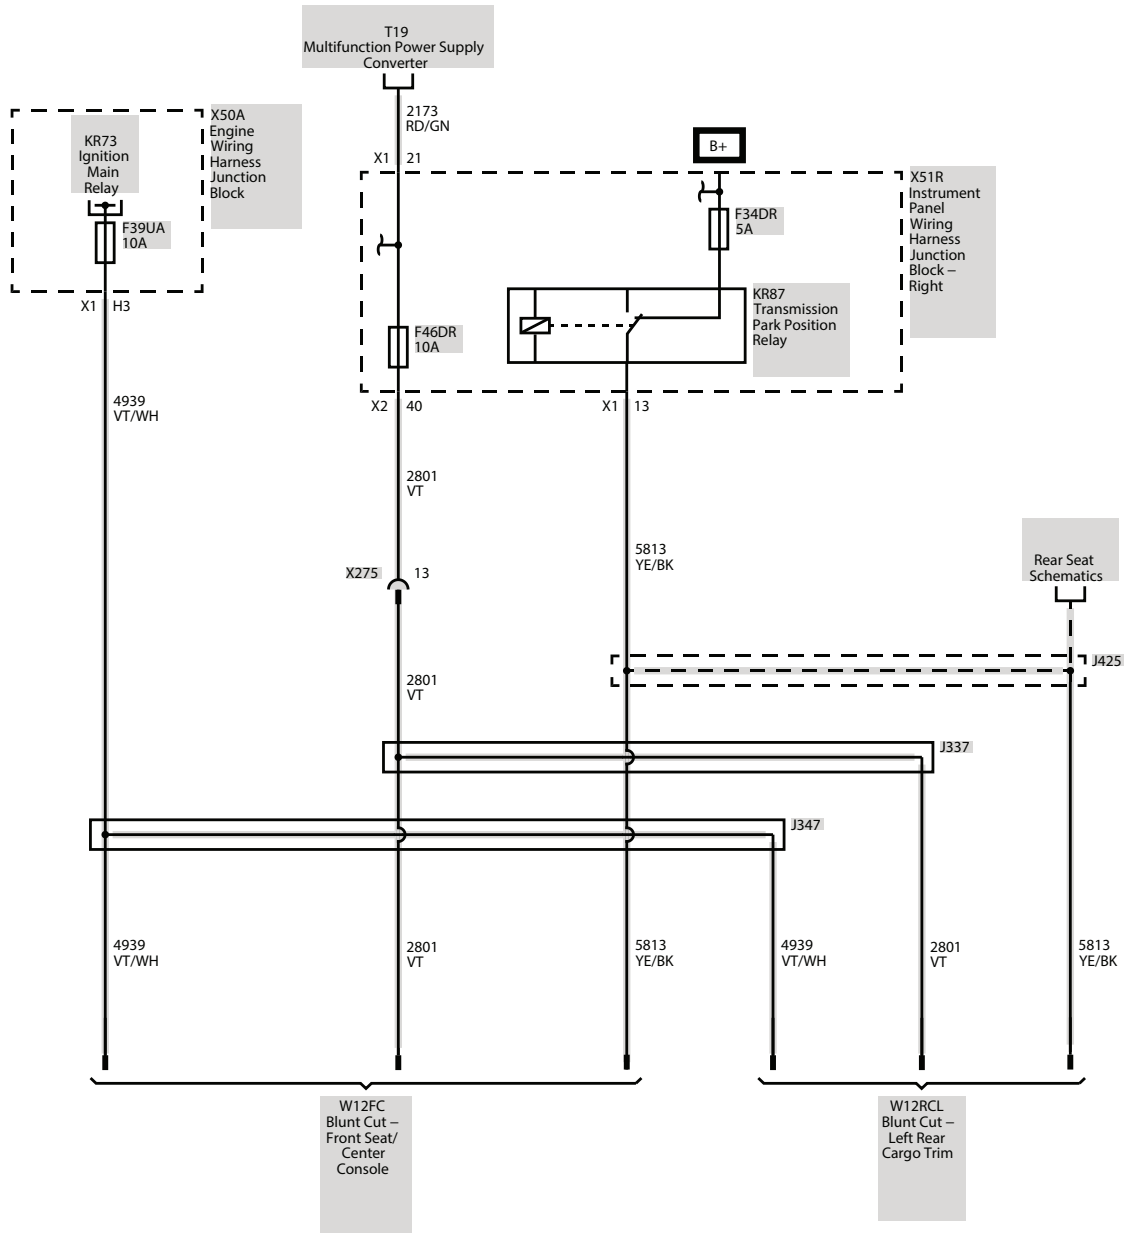 T19
Multifunction Power Supply
Converter
2173
RD/GN
X1 21
X50A
Engine
Wiring
Harness
Junction
Block
KR73
Ignition
Main
Relay
F39UA
10A
X1 H3
B+
X51R
Instrument
Panel
Wiring
Harness
Junction
Block –
Right
F34DR
5A
KR87
Transmission
Park Position
Relay
F46DR
10A
X2 40
X1 13
4939
VT/WH
2801
VT
5813
YE/BK
X275 13
Rear Seat
Schematics
J425
2801
VT
J337
J347
4939
VT/WH
2801
VT
5813
YE/BK
4939
VT/WH
2801
VT
5813
YE/BK
W12FC
Blunt Cut –
Front Seat/
Center
Console
W12RCL
Blunt Cut –
Left Rear
Cargo Trim